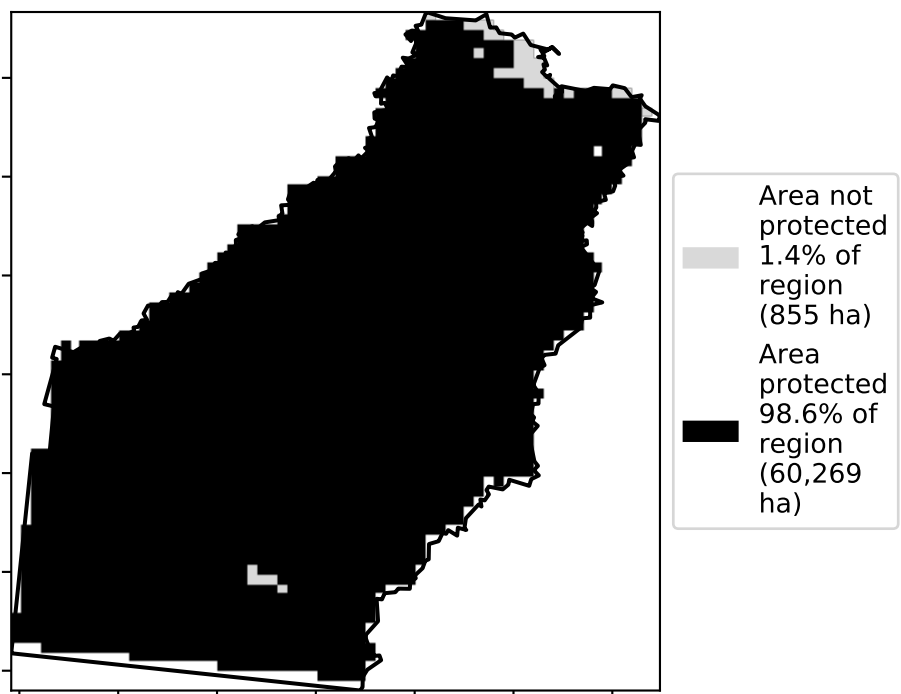 Area not
protected
1.4% of
region
(855 ha)
Area
protected
98.6% of
region
(60,269
ha)